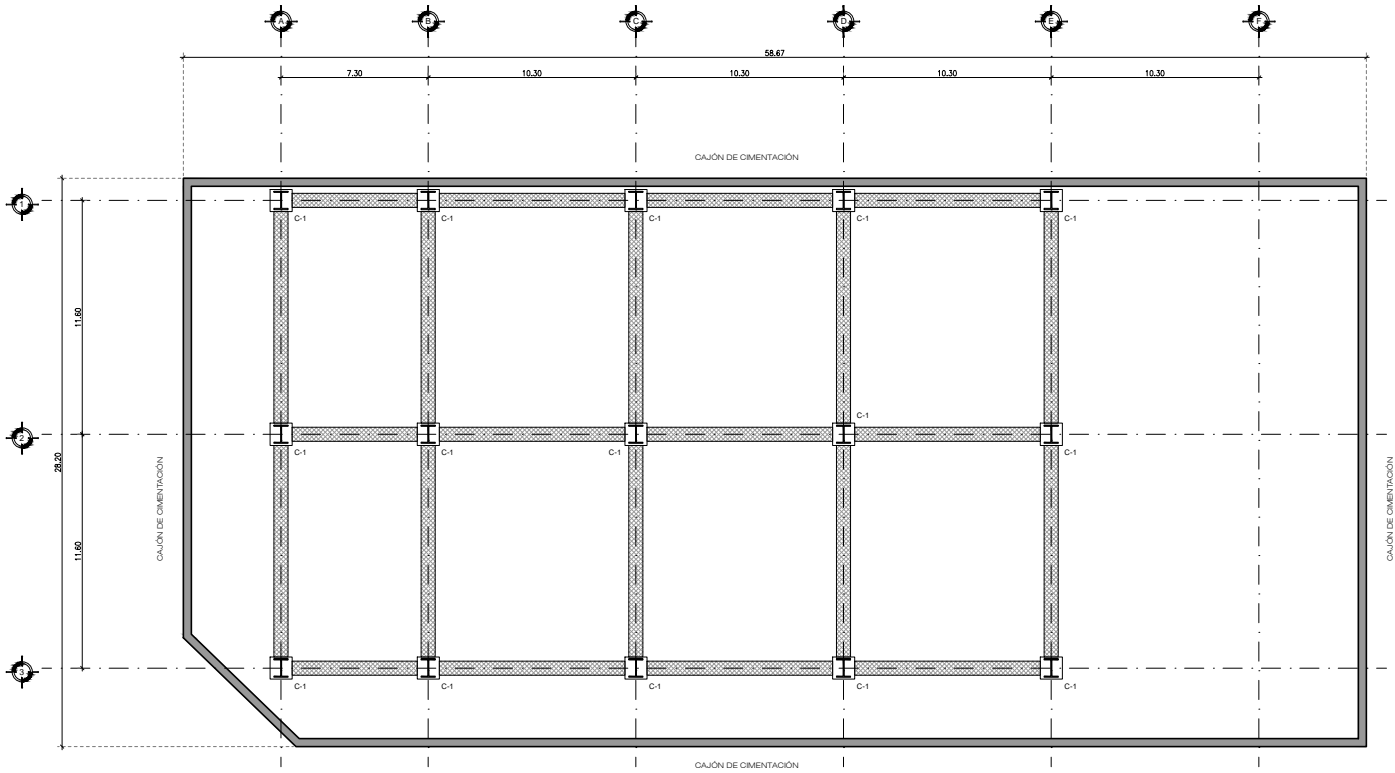 A B C D E F
58.67
7.30 10.30 10.30 10.30 10.30
CAJÓN DE CIMENTACIÓN
1
C-1 C-1 C-1 C-1 C-1
11.60
C-1
2
C-1 C-1 C-1 C-1
28.20
CAJÓN DE CIMENTACIÓN
CAJÓN DE CIMENTACIÓN
11.60
3
C-1 C-1 C-1 C-1 C-1
CAJÓN DE CIMENTACIÓN